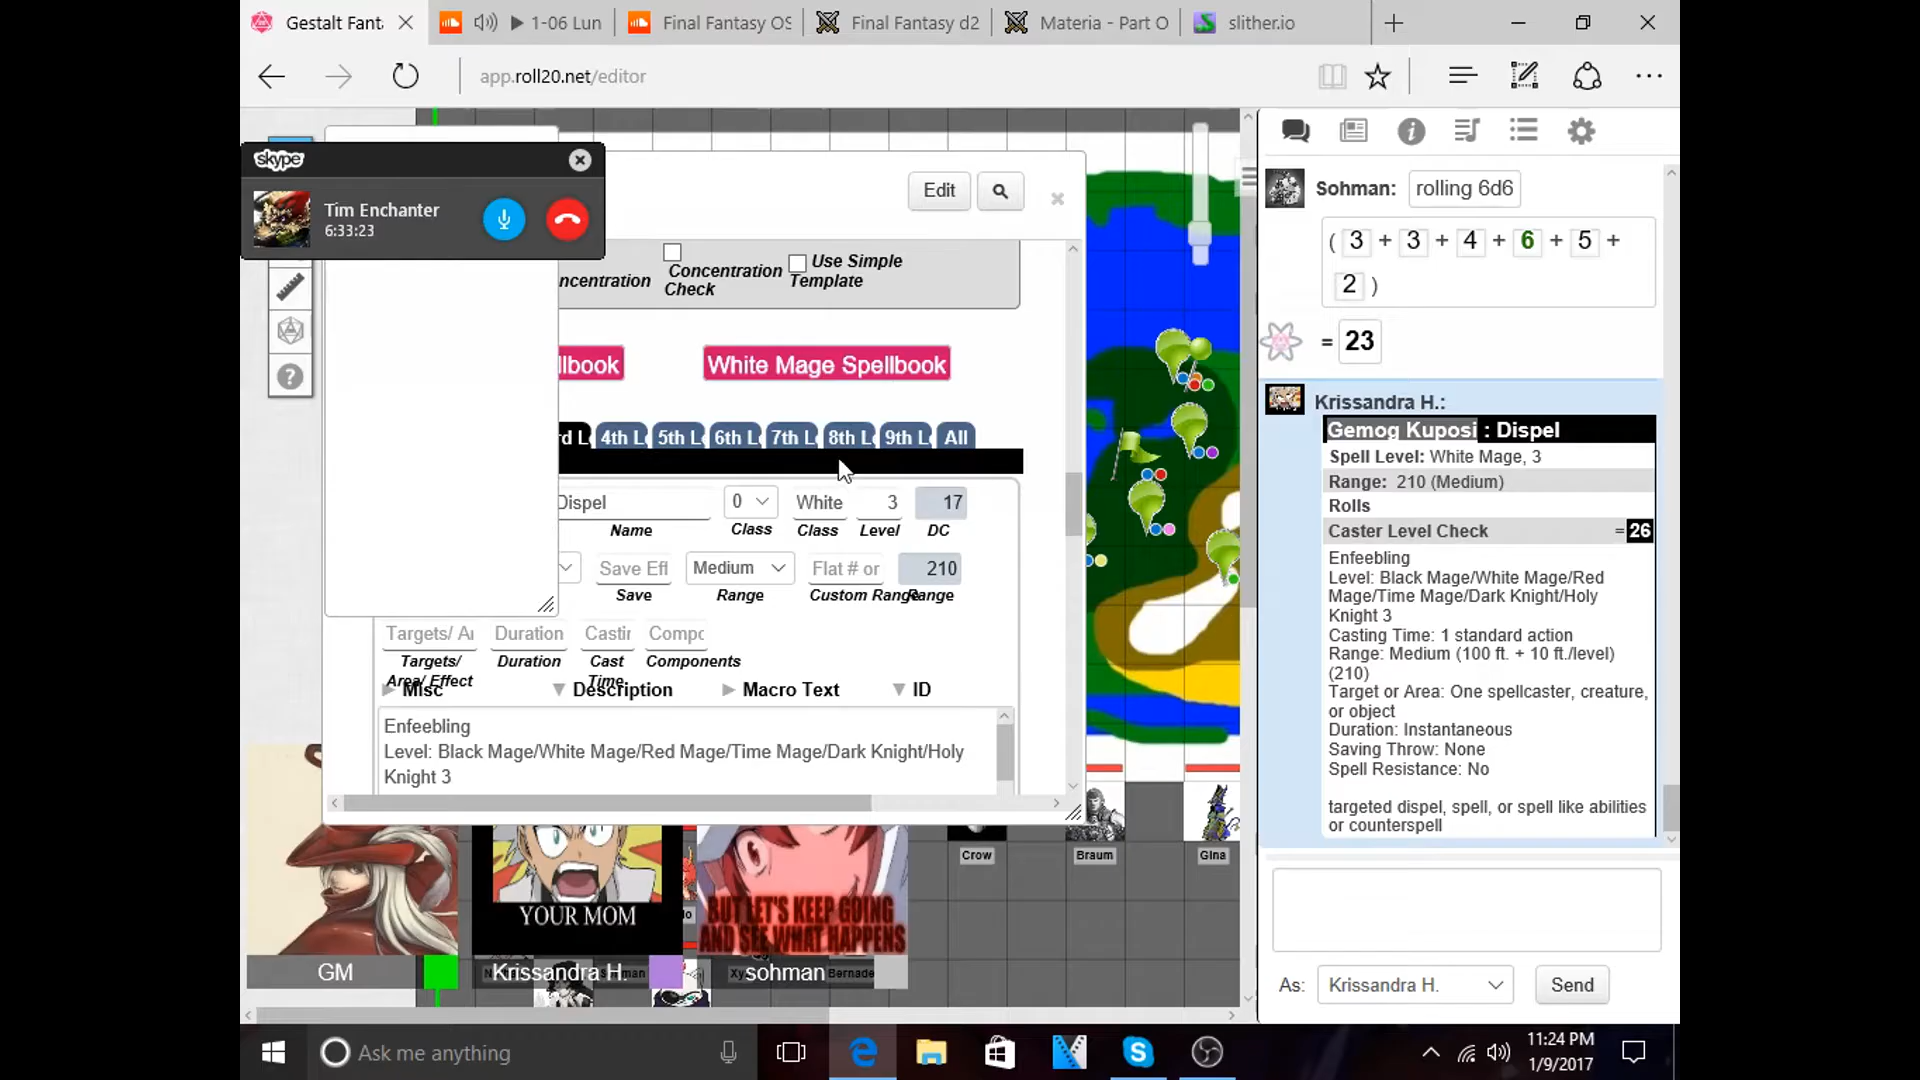 Gestalt Fanta
1-06 Lun
Final Fantasy OS
Final Fantasy d2
Materia - Part O
slither.io
app.roll20.net/editor
skype
Tim Enchanter
6:33:23
Edit
ncentration
Concentration
Check
Use Simple
Template
llbook
White Mage Spellbook
rd L
4th L
5th L
6th L
7th L
8th L
9th L
All
Dispel
0
White
3
17
Name
Class
Class
Level
DC
Save Efl
Medium
Flat # or
210
Save
Range
Custom Range
Range
Targets/ Ar
Duration
Castir
Compc
Targets/
Area/ Effect
Duration
Cast
Time
Components
Misc
Description
Macro Text
ID
Enfeebling
Level: Black Mage/White Mage/Red Mage/Time Mage/Dark Knight/Holy
Knight 3
YOUR MOM
BUT LET'S KEEP GOING
AND SEE WHAT HAPPENS
GM
Krissandra H.
sohman
Bernade
Crow
Braum
Gina
Sohman:
rolling 6d6
( 3 + 3 + 4 + 6 + 5 +
2 )
= 23
Krissandra H.:
Gemog Kuposi : Dispel
Spell Level: White Mage, 3
Range: 210 (Medium)
Rolls
Caster Level Check = 26
Enfeebling
Level: Black Mage/White Mage/Red
Mage/Time Mage/Dark Knight/Holy
Knight 3
Casting Time: 1 standard action
Range: Medium (100 ft. + 10 ft./level)
(210)
Target or Area: One spellcaster, creature,
or object
Duration: Instantaneous
Saving Throw: None
Spell Resistance: No
targeted dispel, spell, or spell like abilities
or counterspell
As:
Krissandra H.
Send
Ask me anything
11:24 PM
1/9/2017